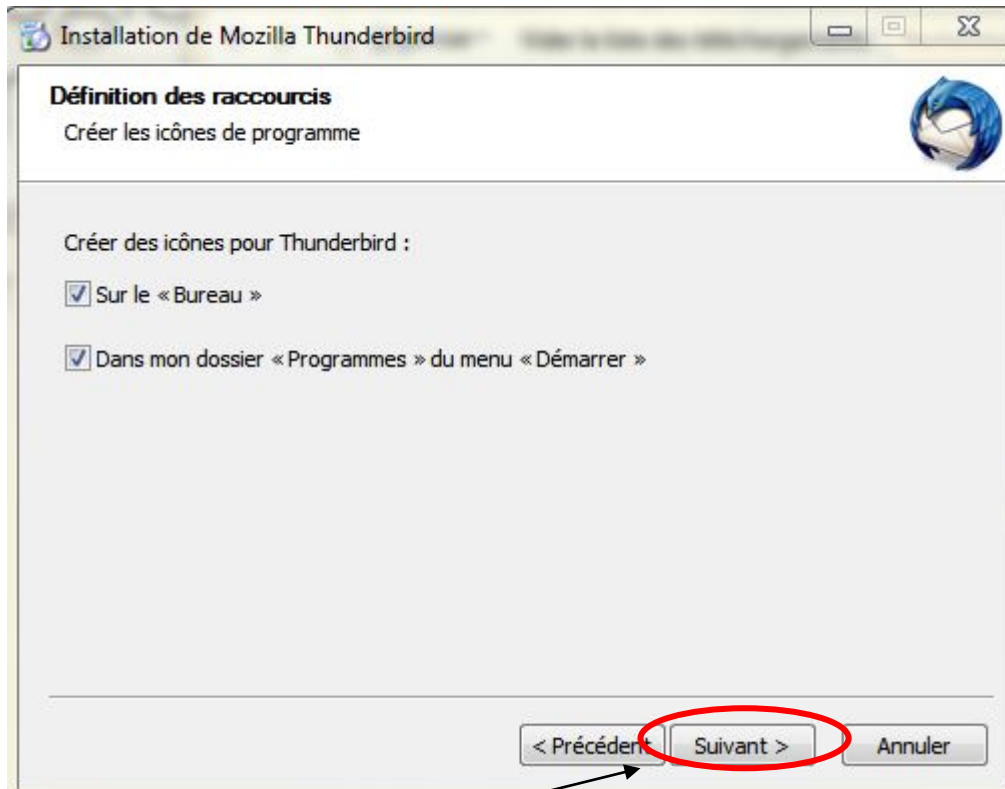 Installation de Mozilla Thunderbird
Définition des raccourcis
Créer les icônes de programme
Créer des icônes pour Thunderbird :
Sur le « Bureau »
Dans mon dossier « Programmes » du menu « Démarrer »
< Précédent Suivant > Annuler